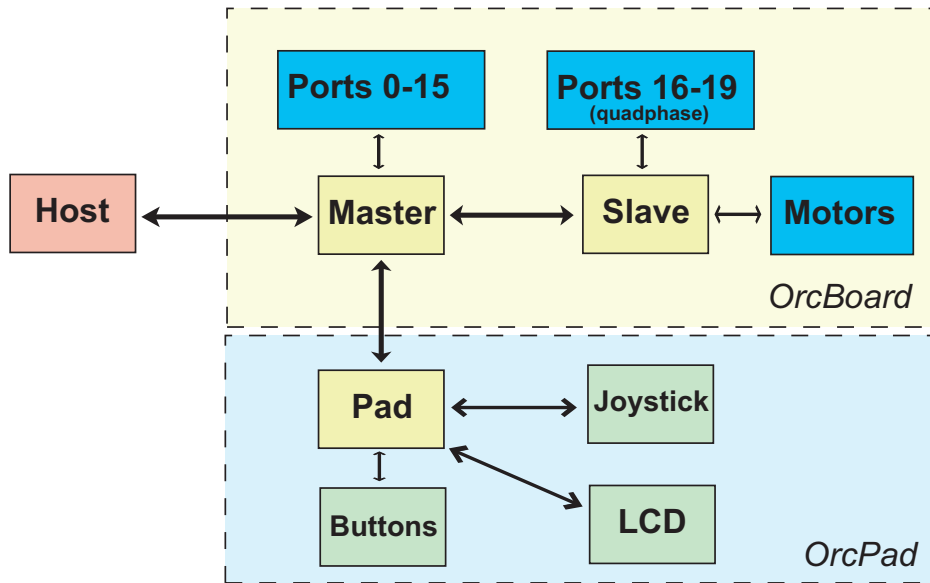 Ports 0-15
Ports 16-19
(quadphase)
Host
Master
Slave
Motors
OrcBoard
Pad
Joystick
Buttons
LCD
OrcPad